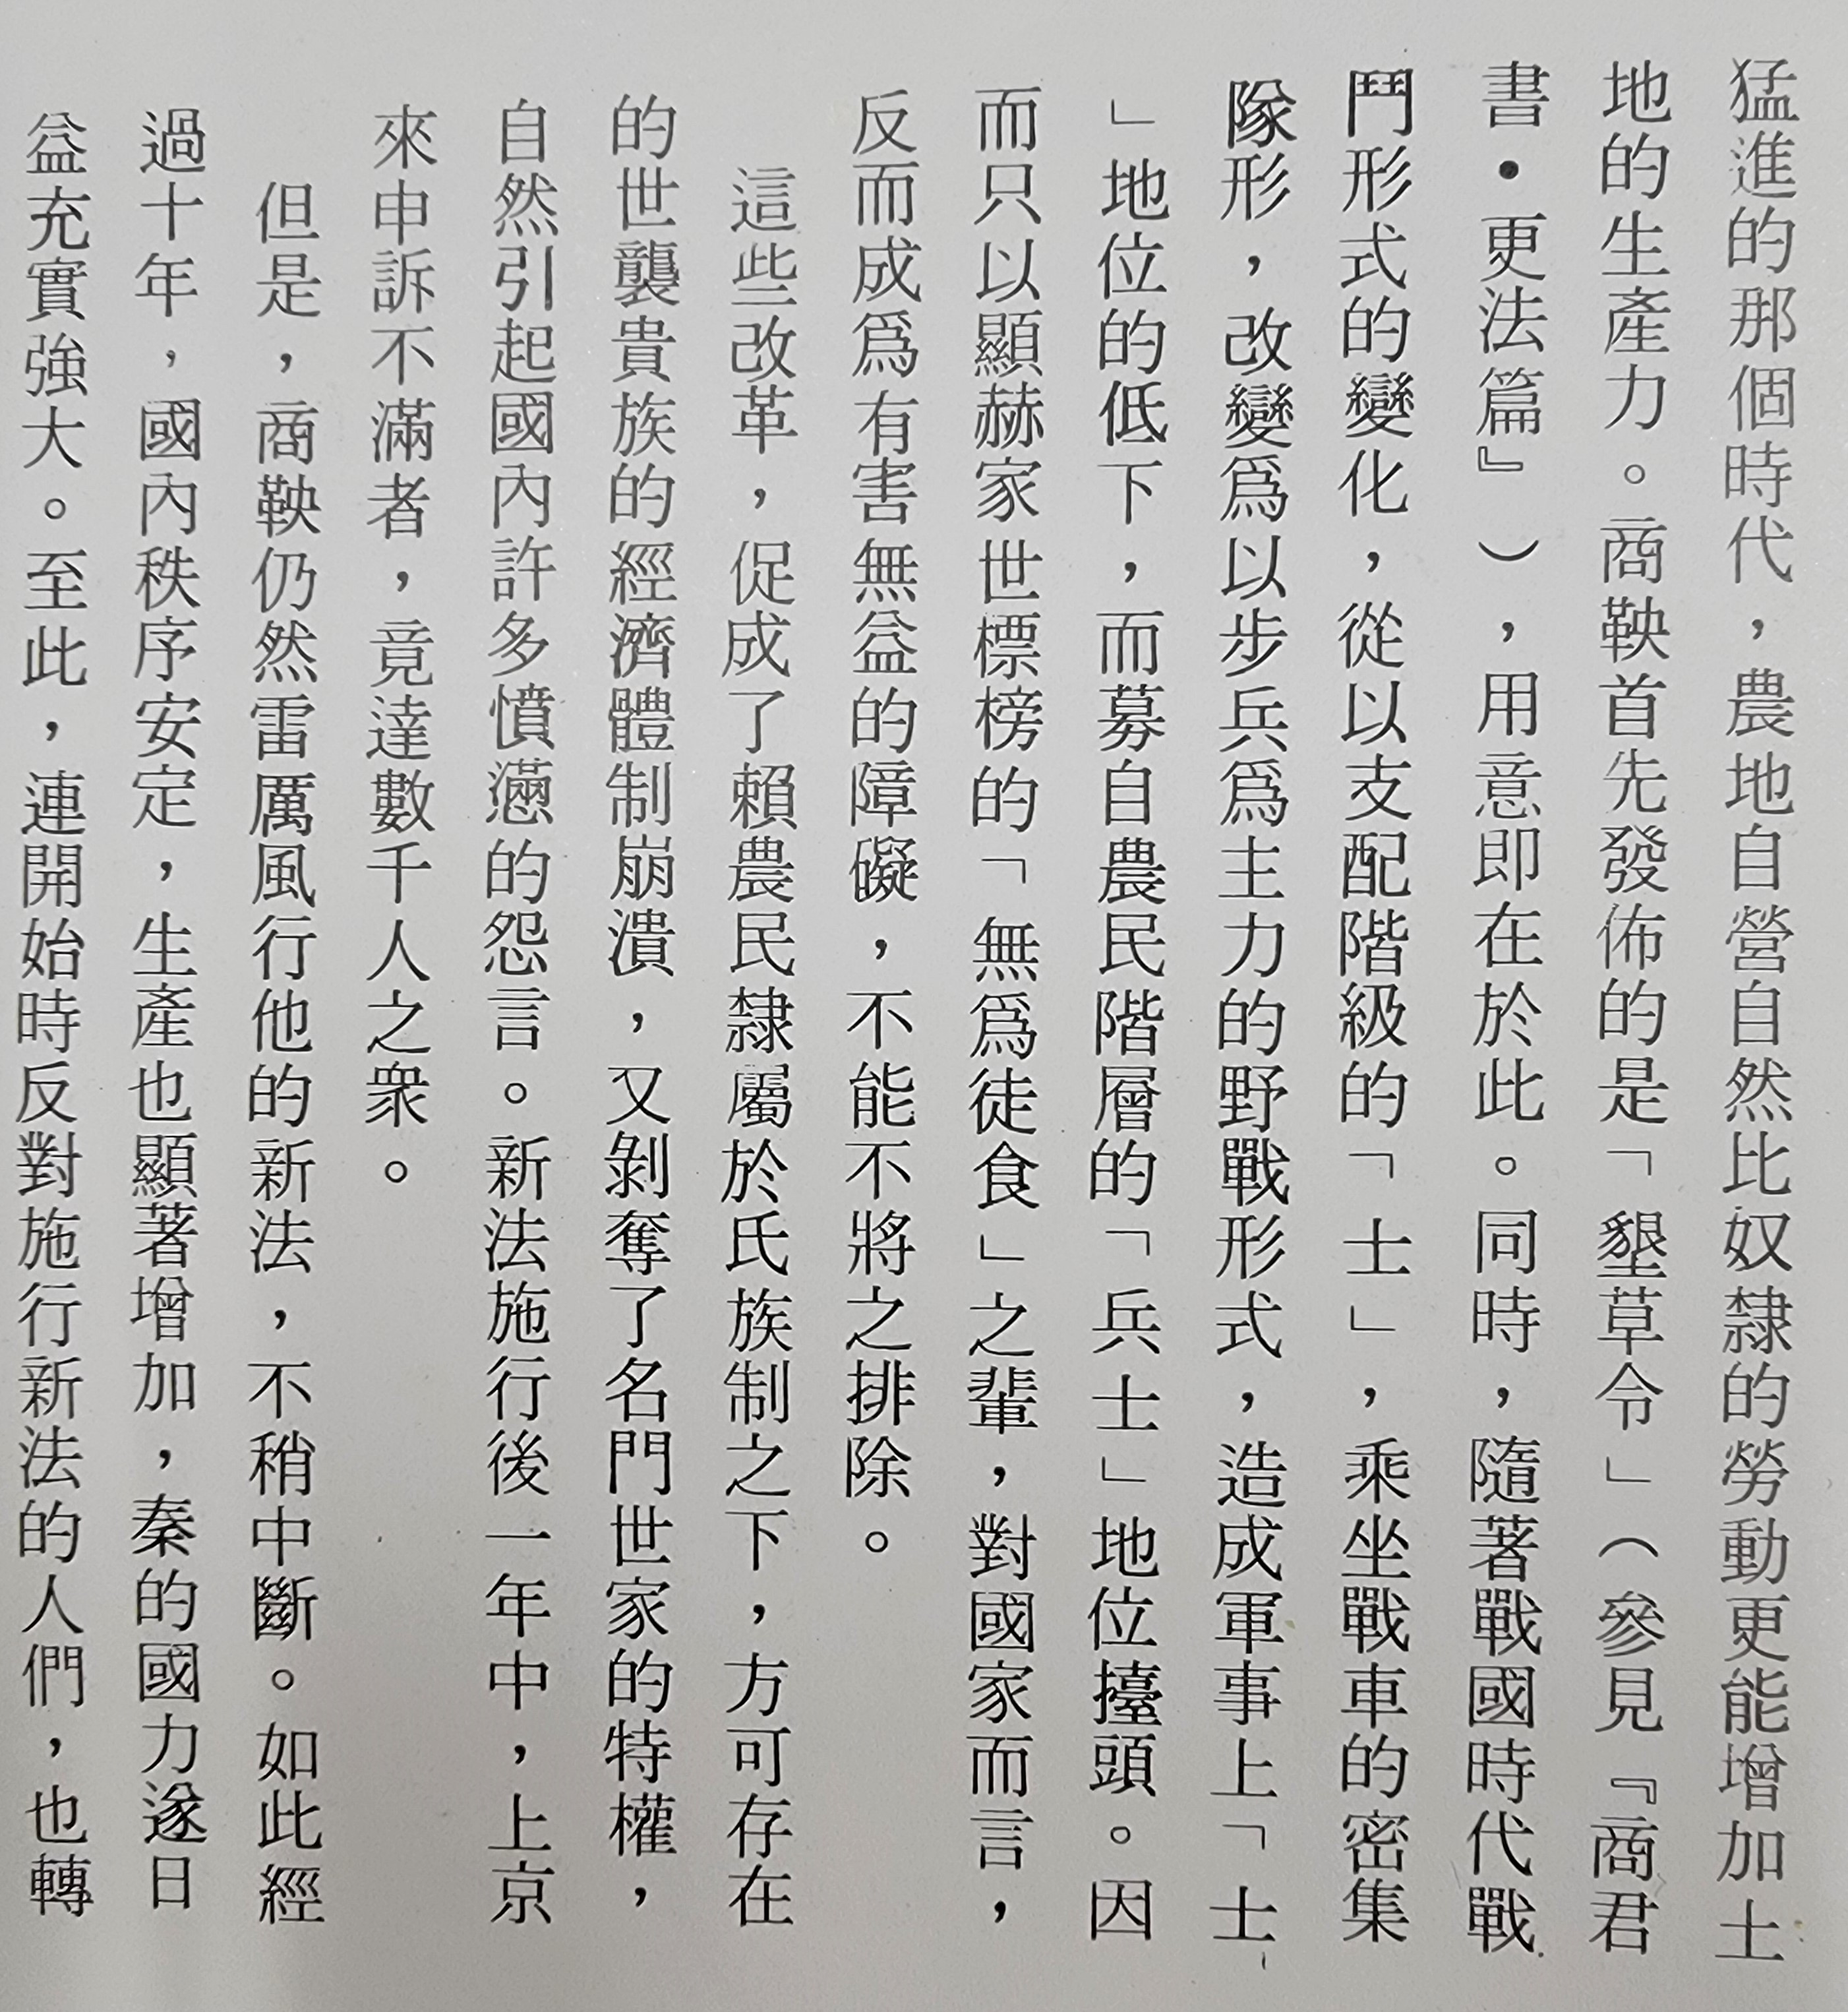 猛進的那個時代，農地自營自然比奴隸的勞動更能增加土
地的生產力。商鞅首先發佈的是「墾草令」（參見『商君
書•更法篇』），用意即在於此。同時，隨著戰國時代戰
鬥形式的變化，從以支配階級的「士」，乘坐戰車的密集
隊形，改變爲以步兵爲主力的野戰形式，造成軍事上「士
」地位的低下，而募自農民階層的「兵士」地位擡頭。因
而只以顯赫家世標榜的「無爲徒食」之輩，對國家而言，
反而成爲有害無益的障礙，不能不將之排除。
這些改革，促成了賴農民隸屬於氏族制之下，方可存在
的世襲貴族的經濟體制崩潰，又剝奪了名門世家的特權，
自然引起國內許多憤懣的怨言。新法施行後一年中，上京
來申訴不滿者，竟達數千人之衆。
但是，商鞅仍然雷厲風行他的新法，不稍中斷。如此經
過十年，國內秩序安定，生產也顯著增加，秦的國力遂日
益充實強大。至此，連開始時反對施行新法的人們，也轉